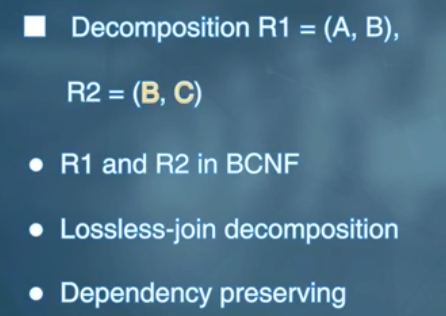 ■ Decomposition R1 = (A, B),
R2 = (B, C)
• R1 and R2 in BCNF
• Lossless-join decomposition
• Dependency preserving